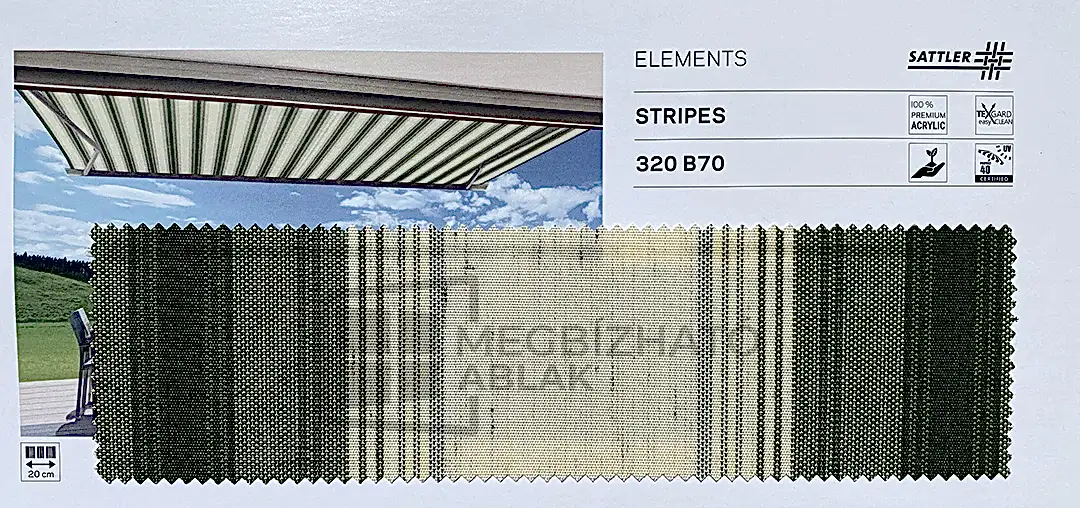 ELEMENTS
SATTLER
STRIPES
100 %
PREMIUM
ACRYLIC
TEXGARD
easy CLEAN
320 B70
UV
40
CERTIFIED
MEGBÍZHATÓ
ABLAK
20 cm